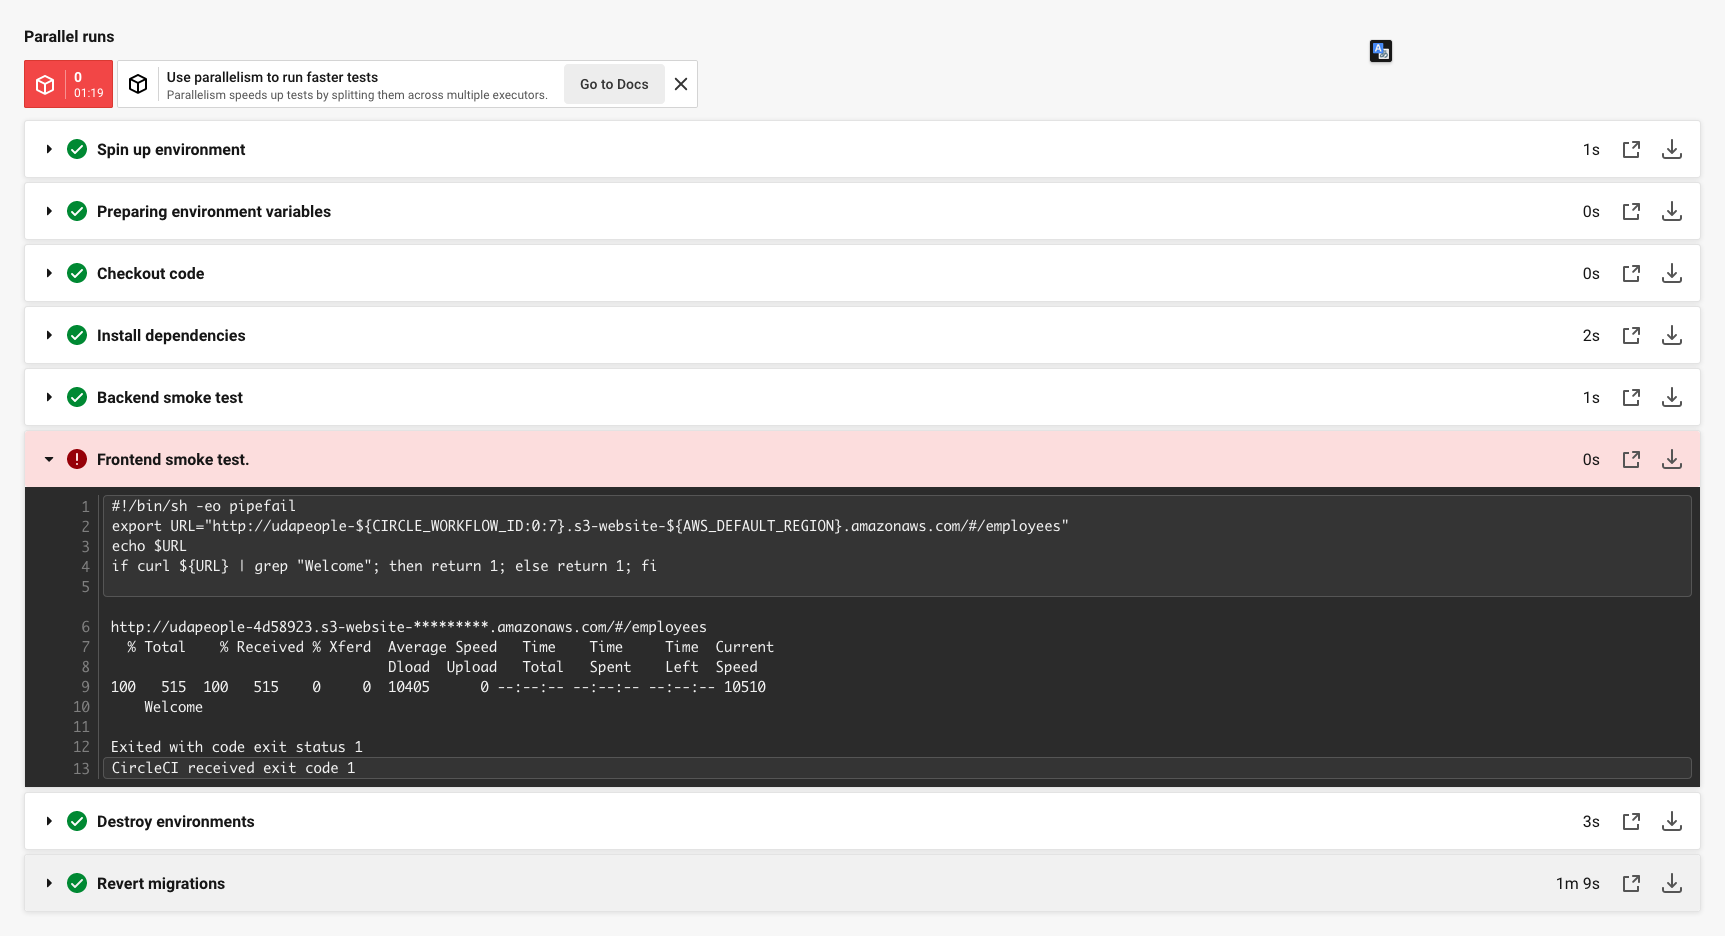 Parallel runs
0
01:19
Use parallelism to run faster tests
Parallelism speeds up tests by splitting them across multiple executors.
Go to Docs
Spin up environment 1s
Preparing environment variables 0s
Checkout code 0s
Install dependencies 2s
Backend smoke test 1s
Frontend smoke test. 0s
1 #!/bin/sh -eo pipefail
2 export URL="http://udapeople-${CIRCLE_WORKFLOW_ID:0:7}.s3-website-${AWS_DEFAULT_REGION}.amazonaws.com/#/employees"
3 echo $URL
4 if curl ${URL} | grep "Welcome"; then return 1; else return 1; fi
5
6 http://udapeople-4d58923.s3-website-*********.amazonaws.com/#/employees
7 % Total % Received % Xferd Average Speed Time Time Time Current
8 Dload Upload Total Spent Left Speed
9 100 515 100 515 0 0 10405 0 --:--:-- --:--:-- --:--:-- 10510
10 Welcome
11
12 Exited with code exit status 1
13 CircleCI received exit code 1
Destroy environments 3s
Revert migrations 1m 9s